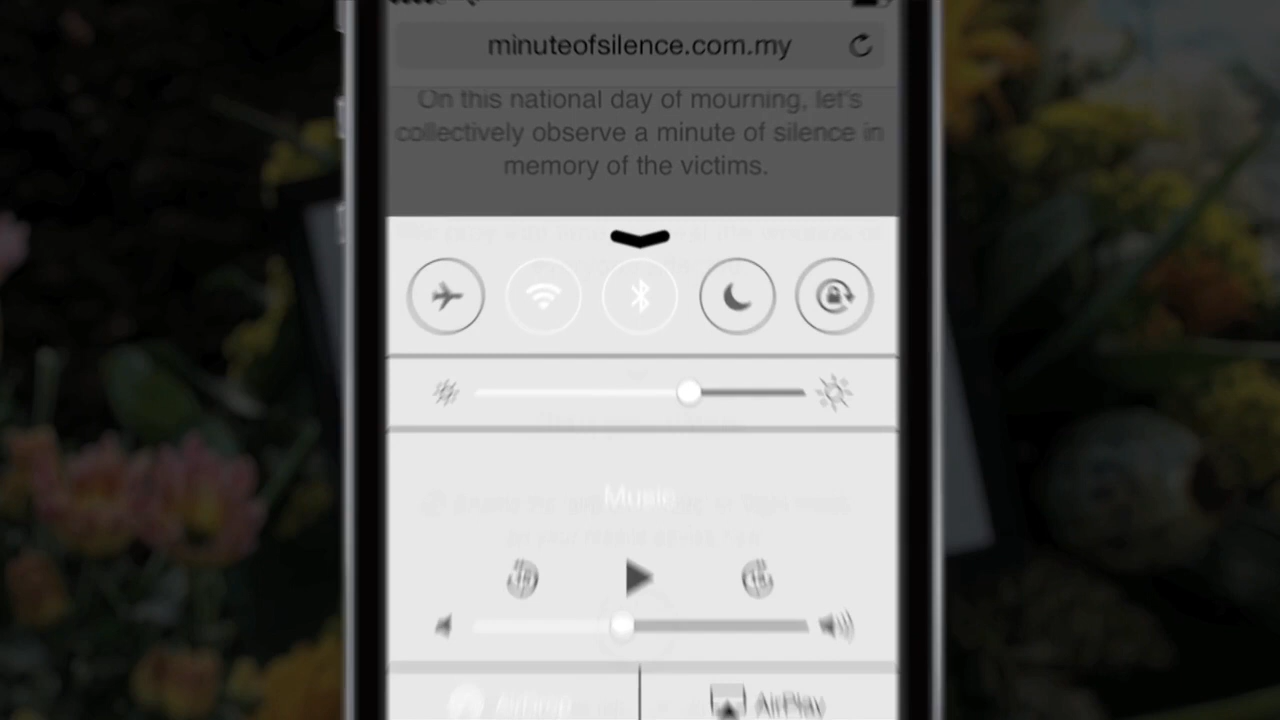 minuteofsilence.com.my
On this national day of mourning, let's
collectively observe a minute of silence in
memory of the victims.
Music
AirDrop
AirPlay